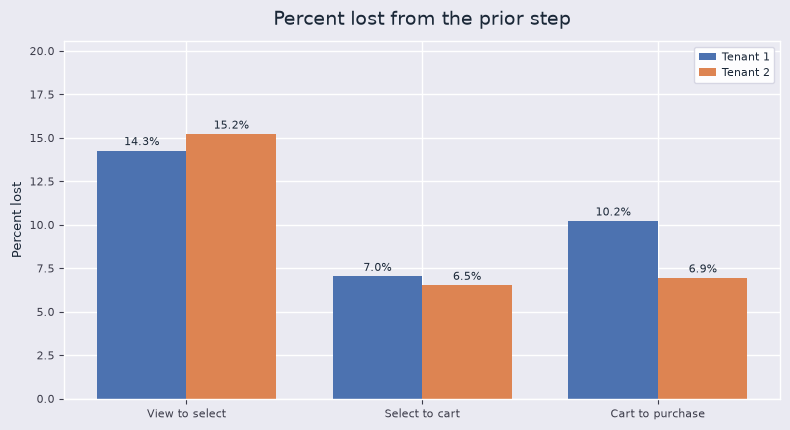 Percent lost from the prior step
Percent lost
20.0
17.5
15.0
12.5
10.0
7.5
5.0
2.5
0.0
Tenant 1
Tenant 2
14.3%
15.2%
7.0%
6.5%
10.2%
6.9%
View to select
Select to cart
Cart to purchase